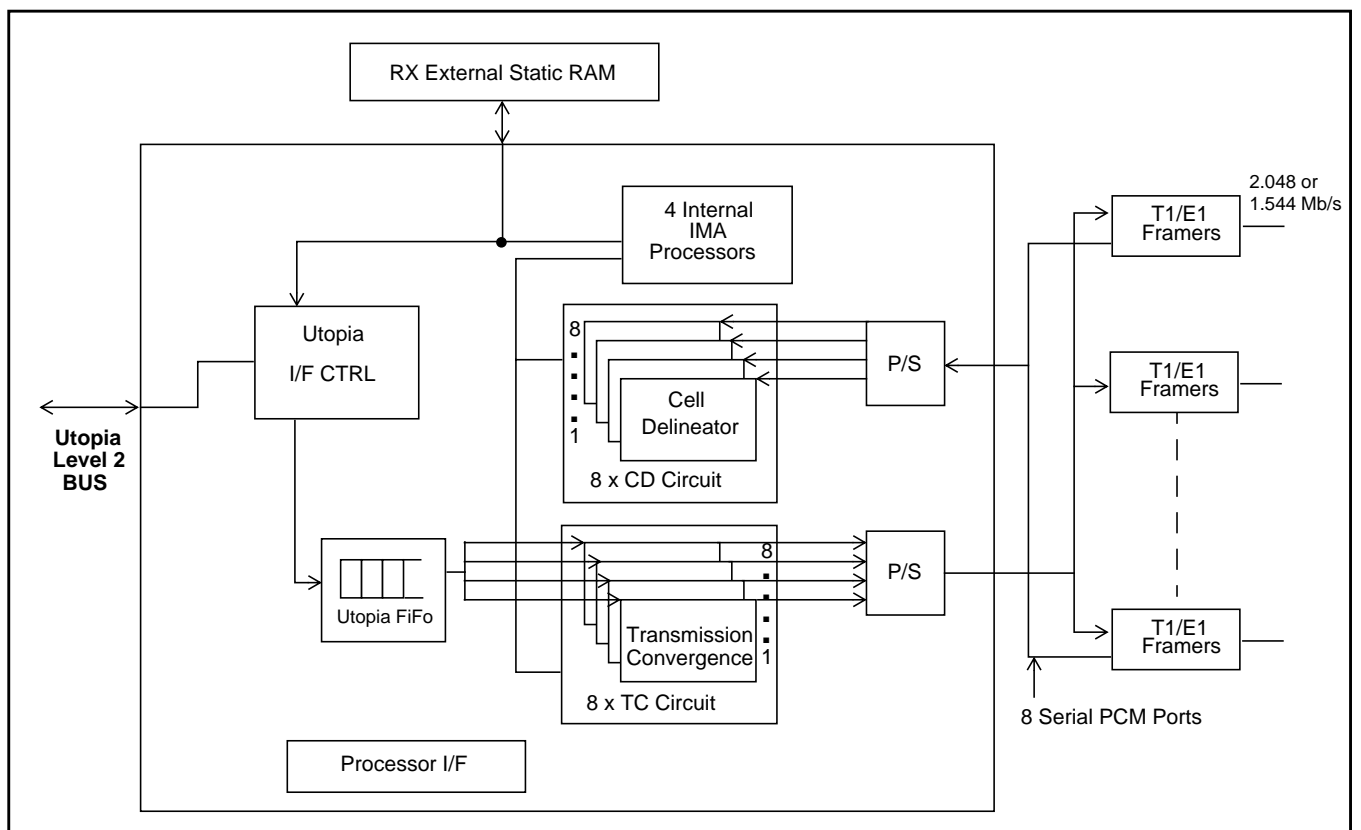 RX External Static RAM
4 Internal
IMA
Processors
Utopia
I/F CTRL
Utopia
Level 2
BUS
8
1
Cell
Delineator
8 x CD Circuit
P/S
Utopia FiFo
8
1
Transmission
Convergence
8 x TC Circuit
P/S
Processor I/F
T1/E1
Framers
2.048 or
1.544 Mb/s
T1/E1
Framers
T1/E1
Framers
8 Serial PCM Ports